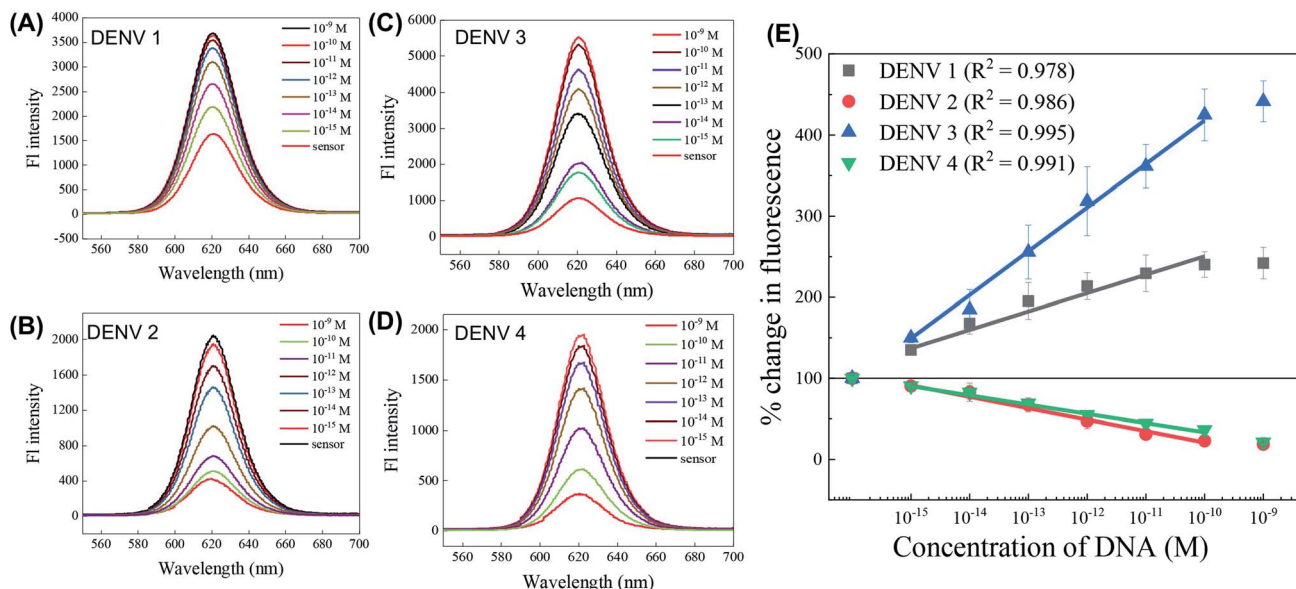 (A)
DENV 1
10⁻⁹ M
10⁻¹⁰ M
10⁻¹¹ M
10⁻¹² M
10⁻¹³ M
10⁻¹⁴ M
10⁻¹⁵ M
sensor
4000
3500
3000
2500
2000
1500
1000
500
0
-500
Fl intensity
560 580 600 620 640 660 680 700
Wavelength (nm)
(B)
DENV 2
10⁻⁹ M
10⁻¹⁰ M
10⁻¹¹ M
10⁻¹² M
10⁻¹³ M
10⁻¹⁴ M
10⁻¹⁵ M
sensor
2000
1600
1200
800
400
0
Fl intensity
560 580 600 620 640 660 680 700
Wavelength (nm)
(C)
DENV 3
10⁻⁹ M
10⁻¹⁰ M
10⁻¹¹ M
10⁻¹² M
10⁻¹³ M
10⁻¹⁴ M
10⁻¹⁵ M
sensor
6000
5000
4000
3000
2000
1000
0
Fl intensity
560 580 600 620 640 660 680 700
Wavelength (nm)
(D)
DENV 4
10⁻⁹ M
10⁻¹⁰ M
10⁻¹¹ M
10⁻¹² M
10⁻¹³ M
10⁻¹⁴ M
10⁻¹⁵ M
sensor
2000
1500
1000
500
0
Fl intensity
560 580 600 620 640 660 680 700
Wavelength (nm)
(E)
DENV 1 (R² = 0.978)
DENV 2 (R² = 0.986)
DENV 3 (R² = 0.995)
DENV 4 (R² = 0.991)
500
400
300
200
100
0
% change in fluorescence
10⁻¹⁵ 10⁻¹⁴ 10⁻¹³ 10⁻¹² 10⁻¹¹ 10⁻¹⁰ 10⁻⁹
Concentration of DNA (M)